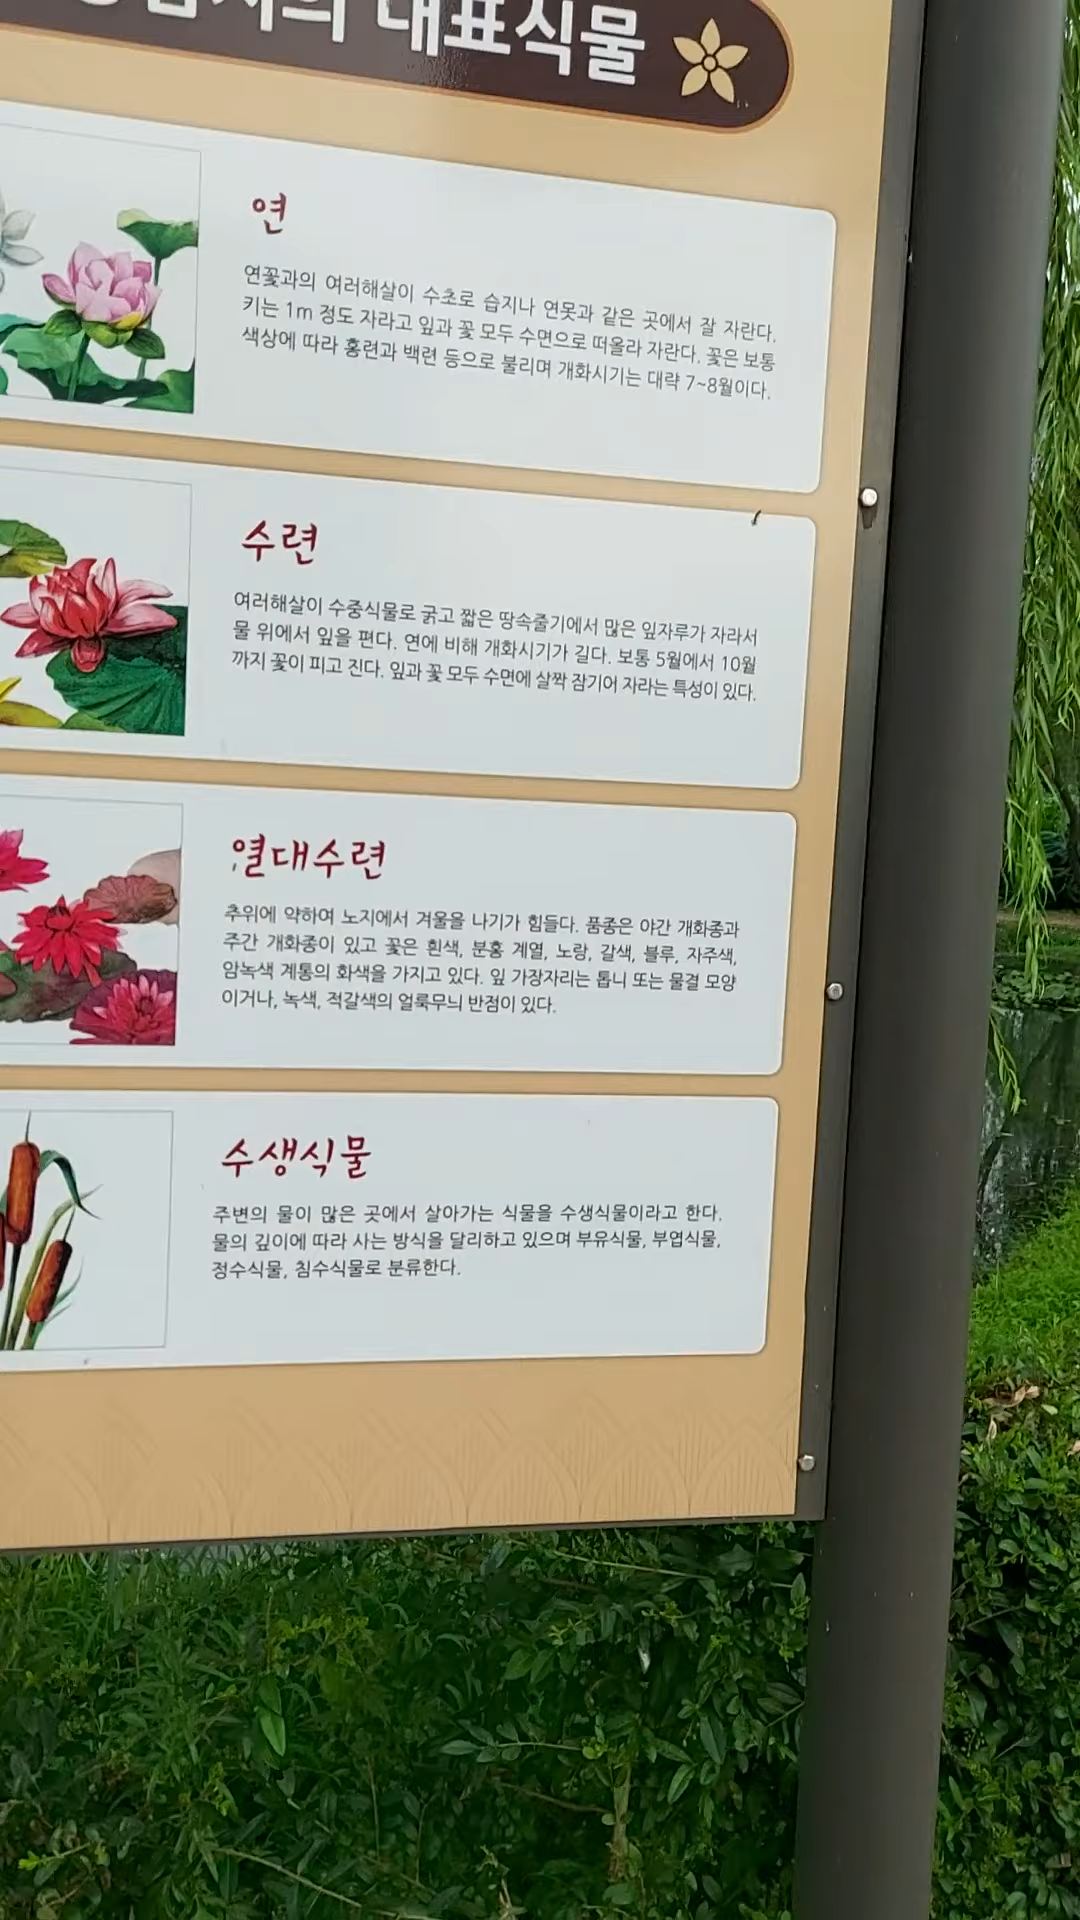 대표식물
연
연꽃과의 여러해살이 수초로 습지나 연못과 같은 곳에서 잘 자란다.
키는 1m 정도 자라고 잎과 꽃 모두 수면으로 떠올라 자란다. 꽃은 보통
색상에 따라 홍련과 백련 등으로 불리며 개화시기는 대략 7~8월이다.
수련
여러해살이 수중식물로 굵고 짧은 땅속줄기에서 많은 잎자루가 자라서
물 위에서 잎을 편다. 연에 비해 개화시기가 길다. 보통 5월에서 10월
까지 꽃이 피고 진다. 잎과 꽃 모두 수면에 살짝 잠기어 자라는 특성이 있다.
열대수련
추위에 약하여 노지에서 겨울을 나기가 힘들다. 품종은 야간 개화종과
주간 개화종이 있고 꽃은 흰색, 분홍 계열, 노랑, 갈색, 블루, 자주색,
암녹색 계통의 화색을 가지고 있다. 잎 가장자리는 톱니 또는 물결 모양
이거나, 녹색, 적갈색의 얼룩무늬 반점이 있다.
수생식물
주변의 물이 많은 곳에서 살아가는 식물을 수생식물이라고 한다.
물의 깊이에 따라 사는 방식을 달리하고 있으며 부유식물, 부엽식물,
정수식물, 침수식물로 분류한다.